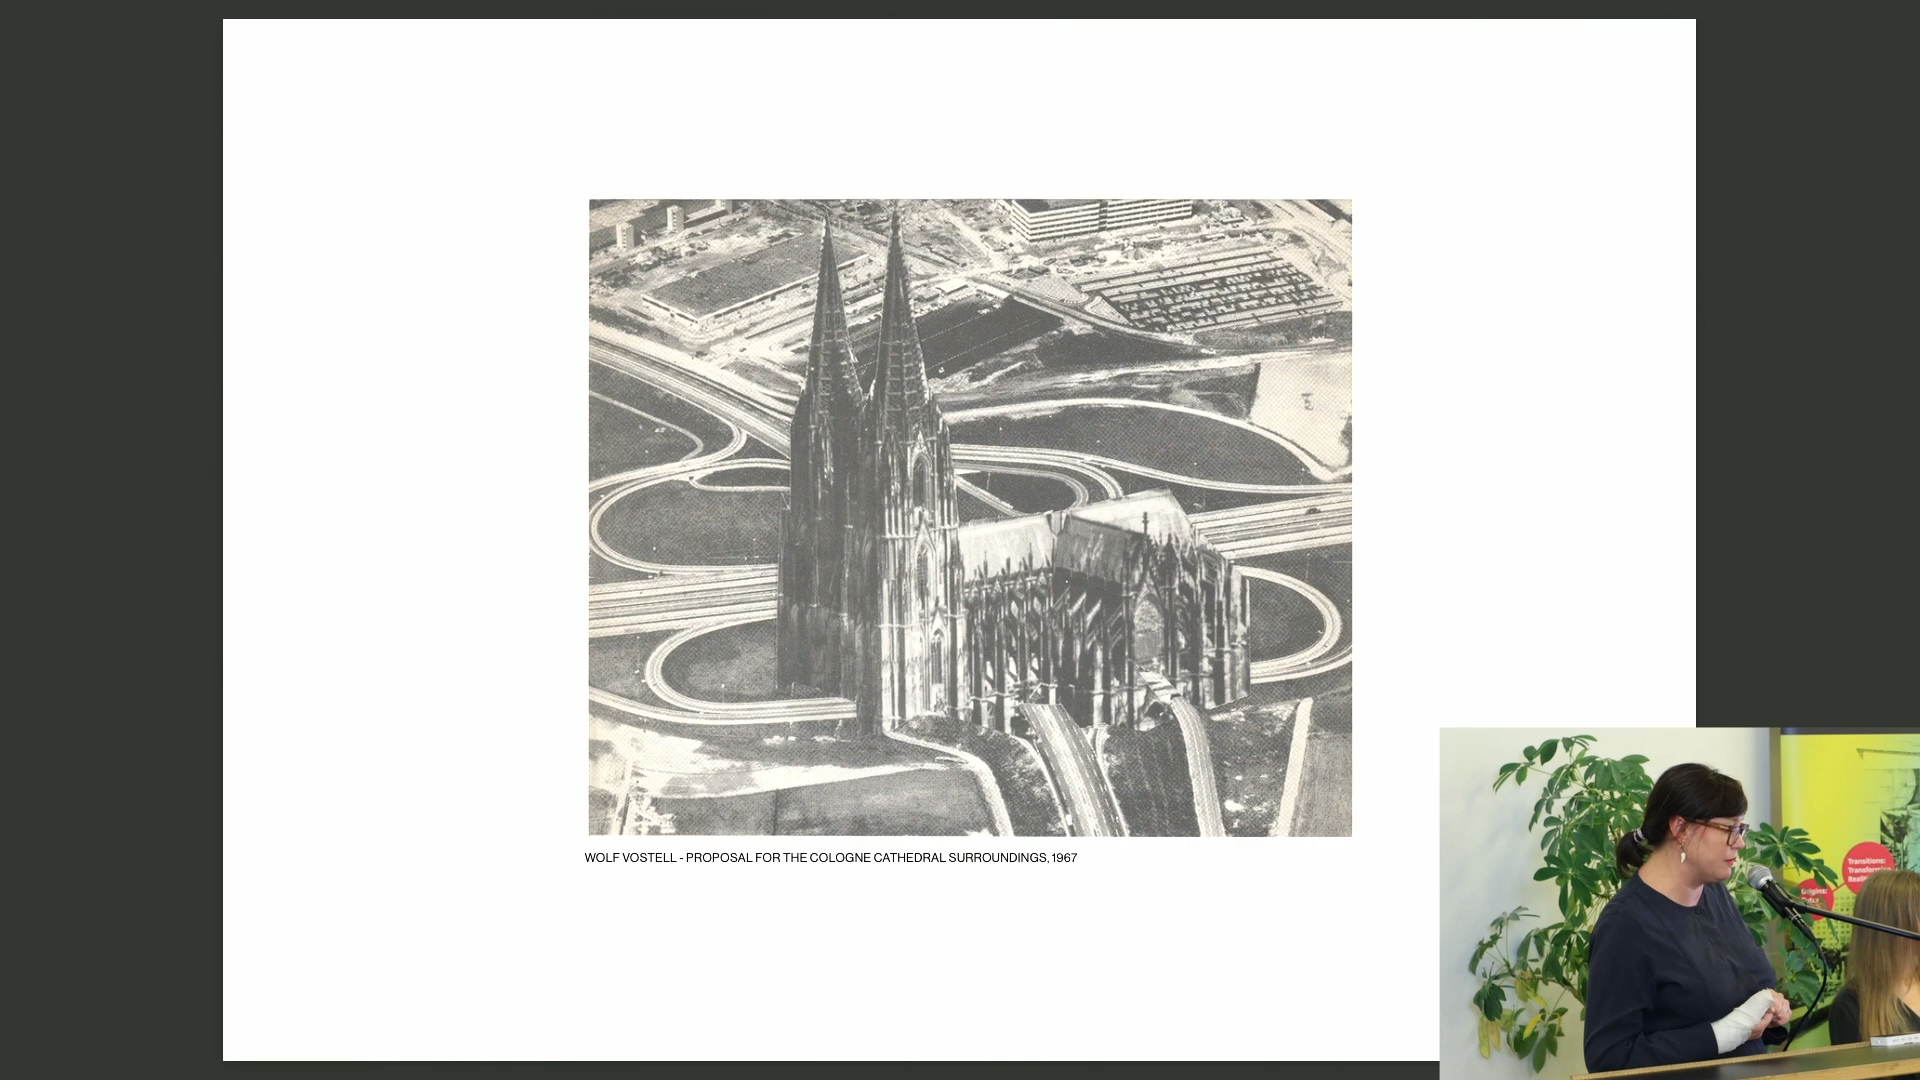 WOLF VOSTELL - PROPOSAL FOR THE COLOGNE CATHEDRAL SURROUNDINGS, 1967
Transitions: